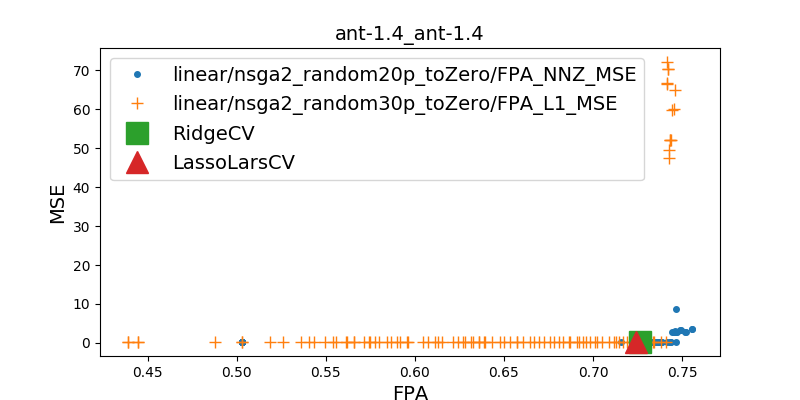 ant-1.4_ant-1.4
linear/nsga2_random20p_toZero/FPA_NNZ_MSE
linear/nsga2_random30p_toZero/FPA_L1_MSE
RidgeCV
LassoLarsCV
MSE
70
60
50
40
30
20
10
0
0.45 0.50 0.55 0.60 0.65 0.70 0.75
FPA